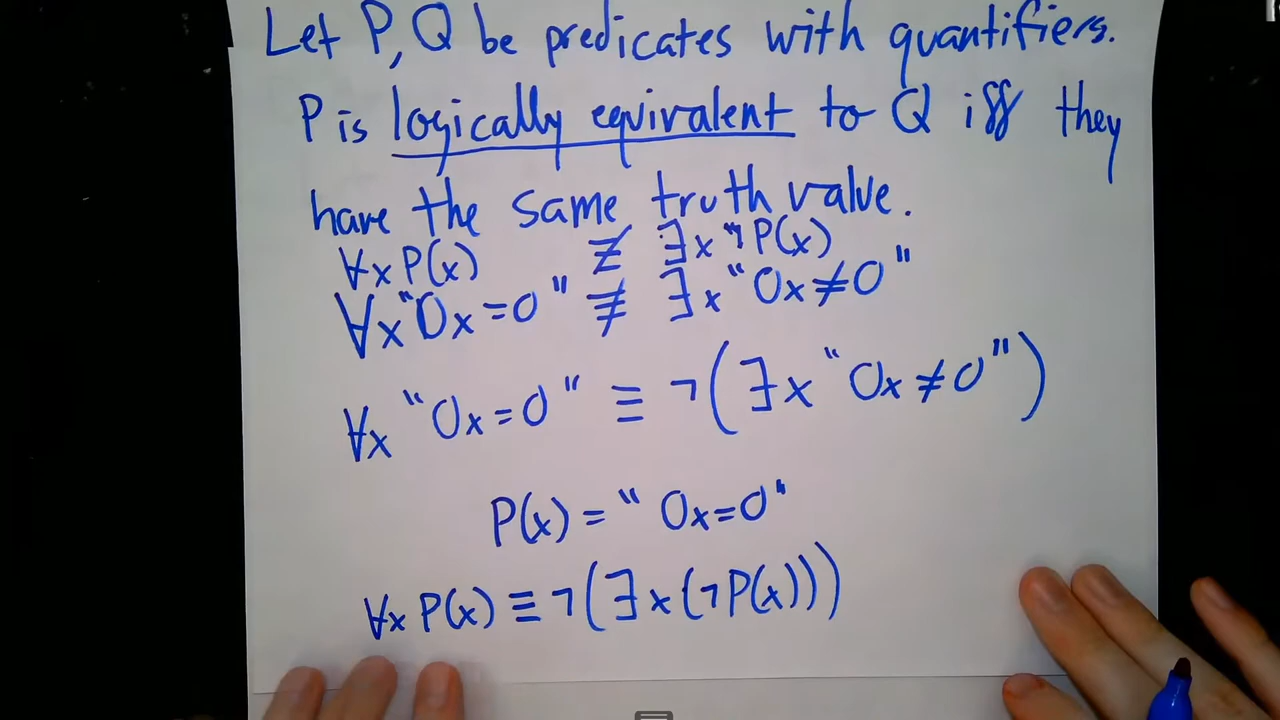 Let P, Q be predicates with quantifiers.
P is logically equivalent to Q iff they
have the same truth value.
∀x P(x) ≢ ∃x "¬P(x)
∀x "0x=0" ≢ ∃x "0x≠0"
∀x "0x=0" ≡ ¬(∃x "0x≠0")
P(x) = "0x=0"
∀x P(x) ≡ ¬(∃x(¬P(x)))